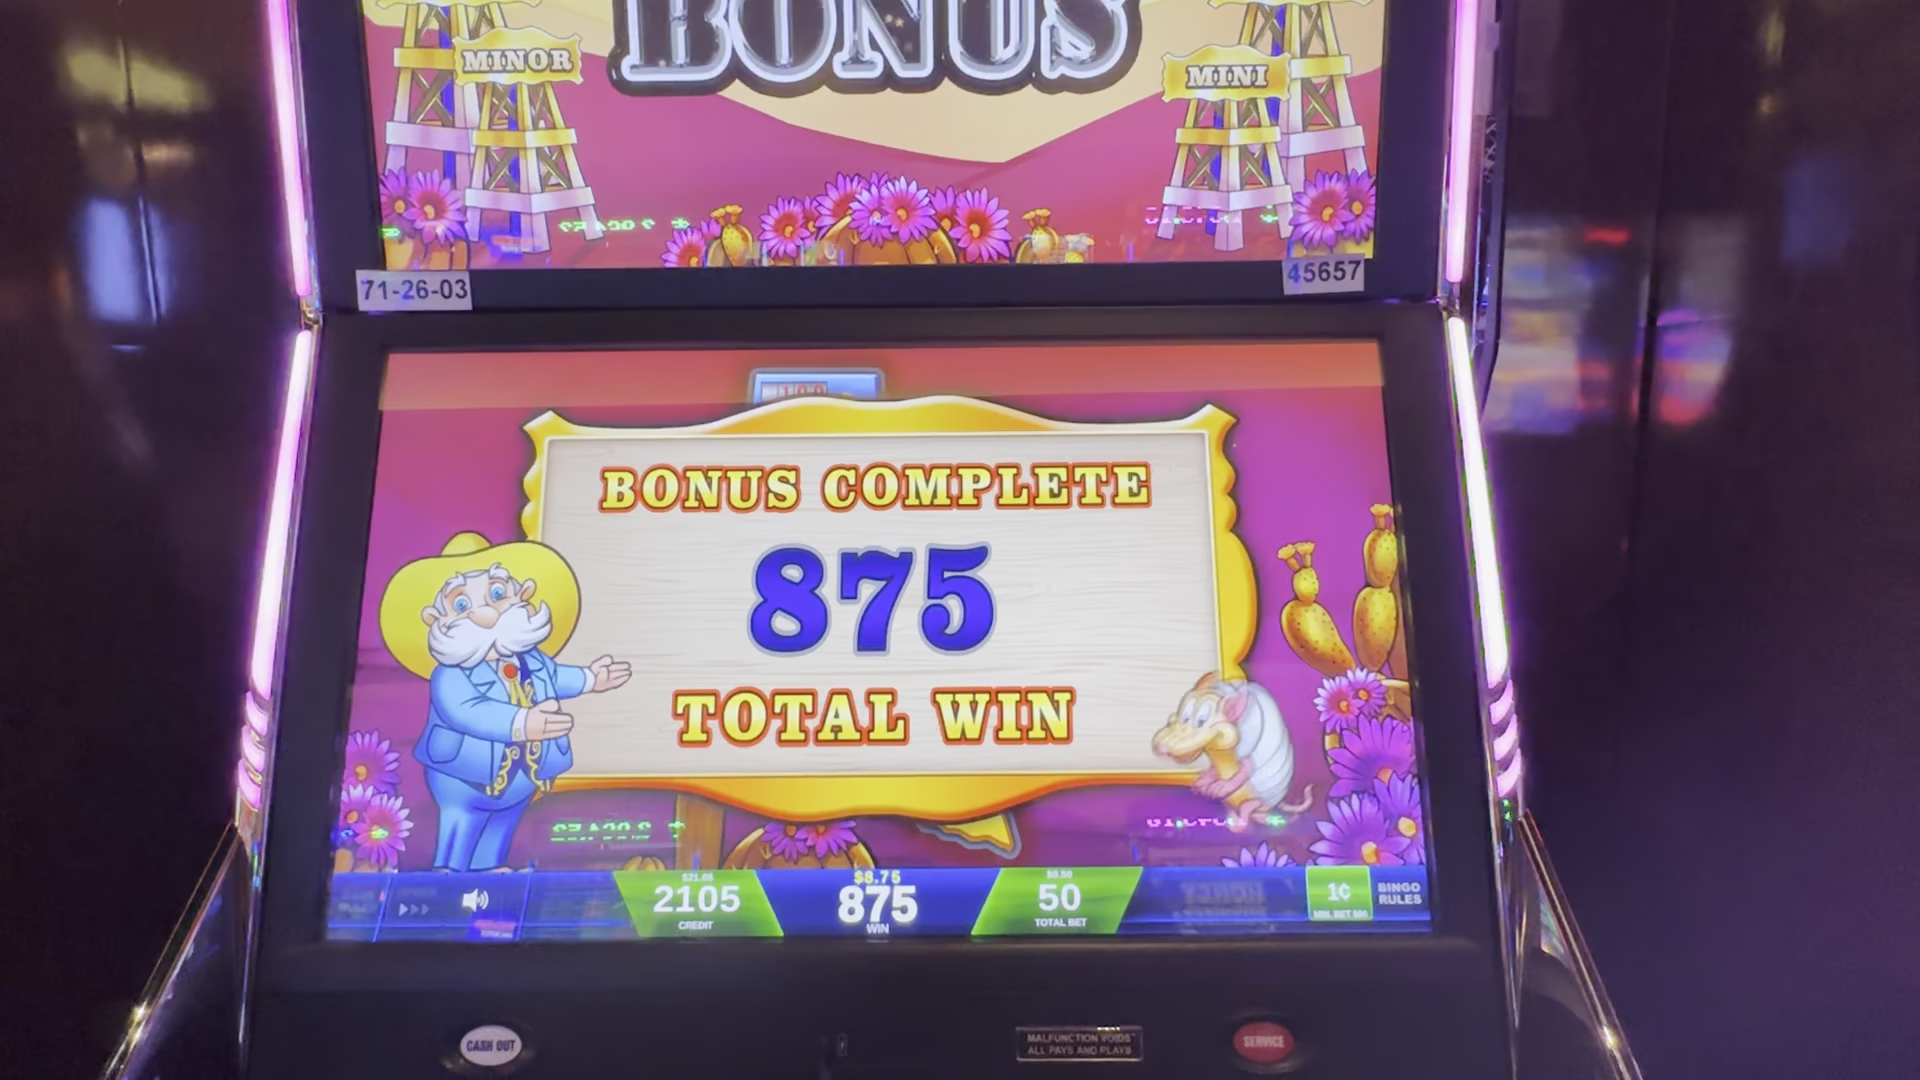 BONUS
MINOR
MINI
71-26-03
45657
100
BONUS COMPLETE
875
TOTAL WIN
$21.05
2105
CREDIT
$8.75
875
WIN
$0.50
50
TOTAL BET
1¢
BINGO
RULES
CASH OUT
MALFUNCTION VOIDS
ALL PAYS AND PLAYS
SERVICE